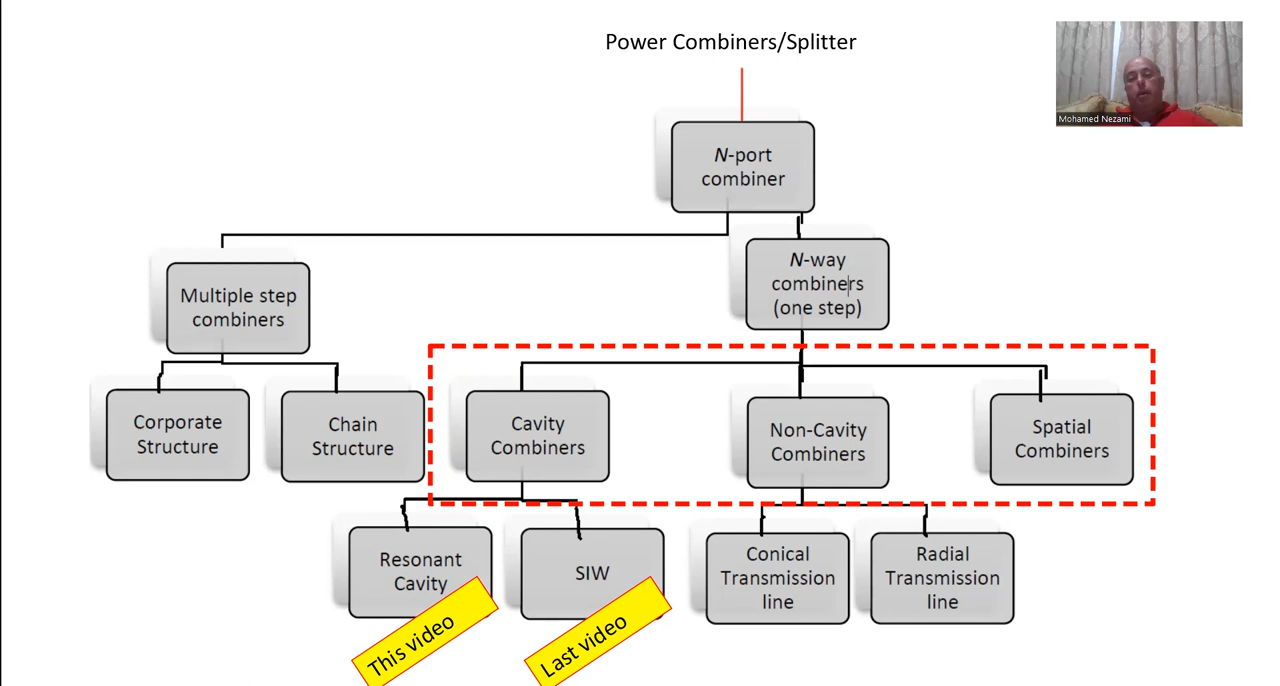 Power Combiners/Splitter
Mohamed Nezami
N-port
combiner
N-way
combiners
(one step)
Multiple step
combiners
Corporate
Structure
Chain
Structure
Cavity
Combiners
Non-Cavity
Combiners
Spatial
Combiners
Resonant
Cavity
SIW
Conical
Transmission
line
Radial
Transmission
line
This video
Last video